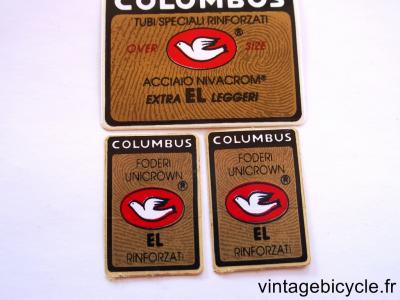 COLUMBUS
TUBI SPECIALI RINFORZATI
OVER SIZE ®
ACCIAIO NIVACROM®
EXTRA EL LEGGERI
COLUMBUS
FODERI
UNICROWN
®
EL
RINFORZATI
COLUMBUS
FODERI
UNICROWN
®
EL
RINFORZATI
vintagebicycle.fr